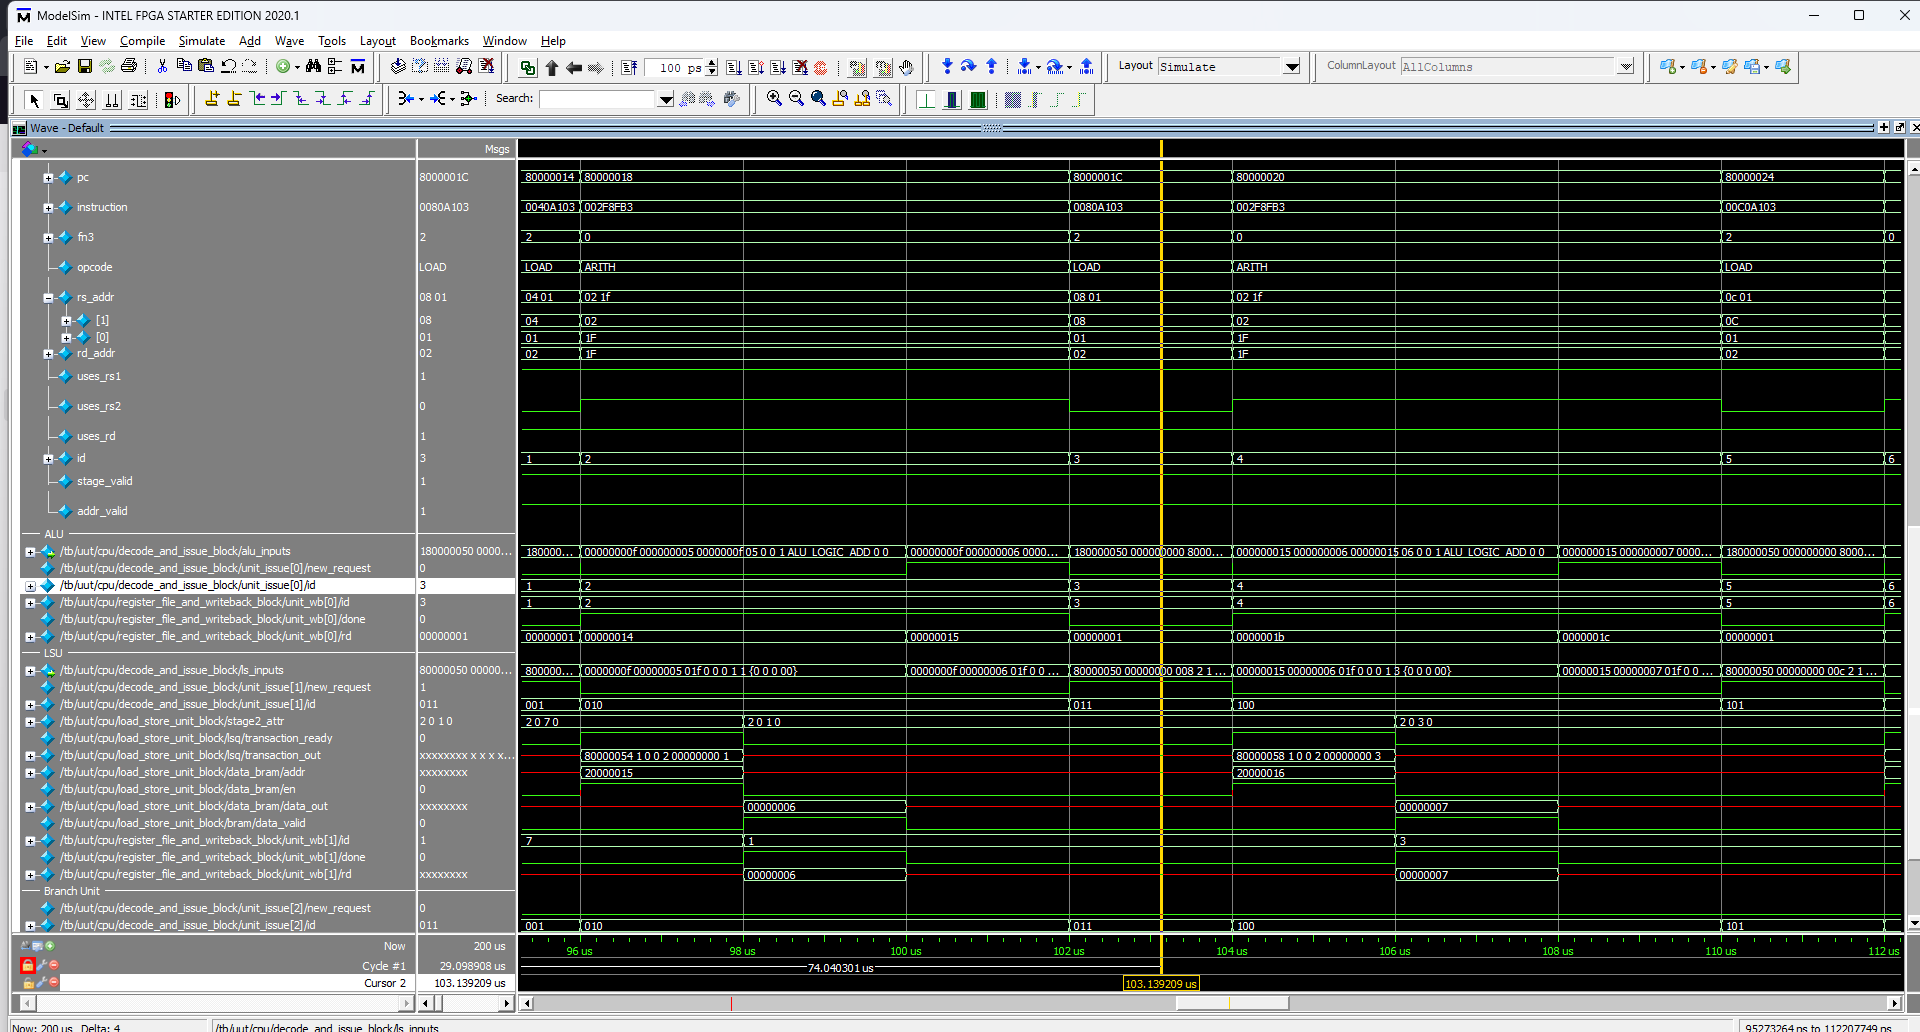 ModelSim - INTEL FPGA STARTER EDITION 2020.1
File Edit View Compile Simulate Add Wave Tools Layout Bookmarks Window Help
100 ps Layout Simulate ColumnLayout AllColumns
Search:
Wave - Default
Msgs
pc 8000001C 80000014 80000018 8000001C 80000020 80000024
instruction 0080A103 0040A103 002F8FB3 0080A103 002F8FB3 00C0A103
fn3 2 2 0 2 0 2 0
opcode LOAD LOAD ARITH LOAD ARITH LOAD
rs_addr 08 01 04 01 02 1f 08 01 02 1f 0c 01
[1] 08 04 02 08 02 0C
[0] 01 01 1F 01 1F 01
rd_addr 02 02 1F 02 1F 02
uses_rs1 1
uses_rs2 0
uses_rd 1
id 3 1 2 3 4 5 6
stage_valid 1
addr_valid 1
ALU
/tb/uut/cpu/decode_and_issue_block/alu_inputs 180000050 0000... 180000... 00000000f 000000005 0000000f 05 0 0 1 ALU_LOGIC_ADD 0 0 00000000f 000000006 0000... 180000050 000000000 8000... 000000015 000000006 00000015 06 0 0 1 ALU_LOGIC_ADD 0 0 000000015 000000007 0000... 180000050 000000000 8000...
/tb/uut/cpu/decode_and_issue_block/unit_issue[0]/new_request 0
/tb/uut/cpu/decode_and_issue_block/unit_issue[0]/id 3 1 2 3 4 5 6
/tb/uut/cpu/register_file_and_writeback_block/unit_wb[0]/id 3 1 2 3 4 5 6
/tb/uut/cpu/register_file_and_writeback_block/unit_wb[0]/done 0
/tb/uut/cpu/register_file_and_writeback_block/unit_wb[0]/rd 00000001 00000001 00000014 00000015 00000001 0000001b 0000001c 00000001
LSU
/tb/uut/cpu/decode_and_issue_block/ls_inputs 80000050 00000... 800000... 0000000f 00000005 01f 0 0 0 1 1 {0 0 0 00} 0000000f 00000006 01f 0 0 ... 80000050 00000000 008 2 1 ... 00000015 00000006 01f 0 0 0 1 3 {0 0 0 00} 00000015 00000007 01f 0 0 ... 80000050 00000000 00c 2 1 ...
/tb/uut/cpu/decode_and_issue_block/unit_issue[1]/new_request 1
/tb/uut/cpu/decode_and_issue_block/unit_issue[1]/id 011 001 010 011 100 101
/tb/uut/cpu/load_store_unit_block/stage2_attr 2 0 1 0 2 0 7 0 2 0 1 0 2 0 3 0
/tb/uut/cpu/load_store_unit_block/lsq/transaction_ready 0
/tb/uut/cpu/load_store_unit_block/lsq/transaction_out xxxxxxxx x x x x... 80000054 1 0 0 2 00000000 1 80000058 1 0 0 2 00000000 3
/tb/uut/cpu/load_store_unit_block/data_bram/addr xxxxxxxx 20000015 20000016
/tb/uut/cpu/load_store_unit_block/data_bram/en 0
/tb/uut/cpu/load_store_unit_block/data_bram/data_out xxxxxxxx 00000006 00000007
/tb/uut/cpu/load_store_unit_block/bram/data_valid 0
/tb/uut/cpu/register_file_and_writeback_block/unit_wb[1]/id 1 7 1 3
/tb/uut/cpu/register_file_and_writeback_block/unit_wb[1]/done 0
/tb/uut/cpu/register_file_and_writeback_block/unit_wb[1]/rd xxxxxxxx 00000006 00000007
Branch Unit
/tb/uut/cpu/decode_and_issue_block/unit_issue[2]/new_request 0
/tb/uut/cpu/decode_and_issue_block/unit_issue[2]/id 011 001 010 011 100 101
Now 200 us 96 us 98 us 100 us 102 us 104 us 106 us 108 us 110 us 112 us
Cycle #1 29.098908 us 74.040301 us
Cursor 2 103.139209 us 103.139209 us
Now: 200 us Delta: 4 /tb/uut/cpu/decode_and_issue_block/ls_inputs 95273264 ps to 112207749 ps